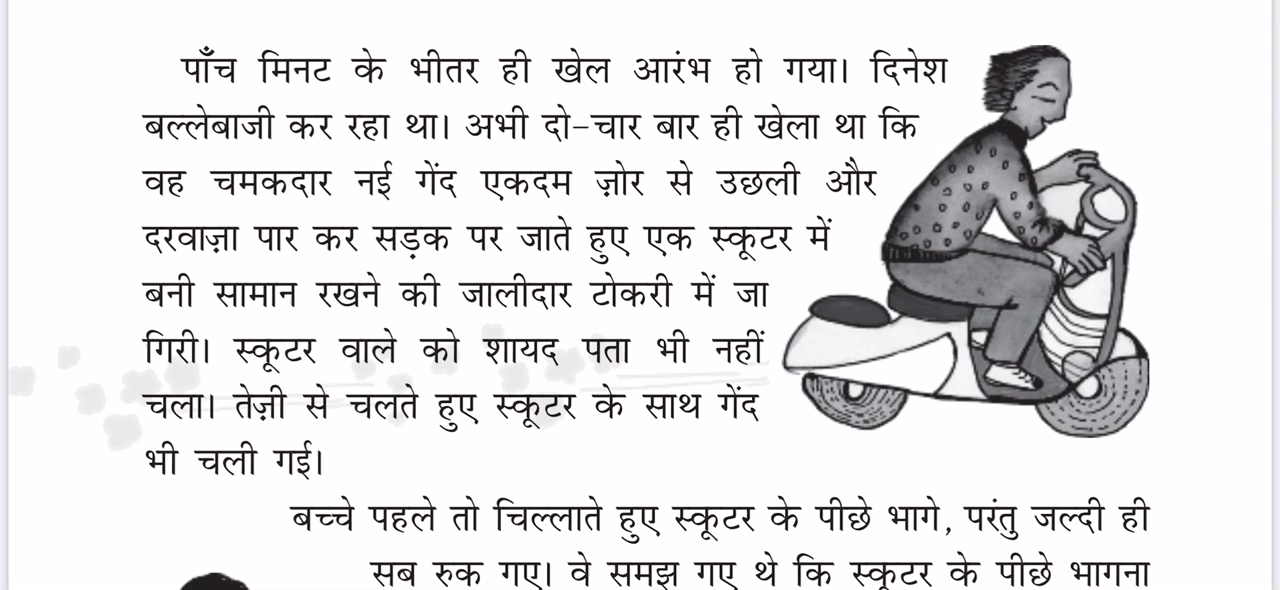 पाँच मिनट के भीतर ही खेल आरंभ हो गया। दिनेश
बल्लेबाजी कर रहा था। अभी दो-चार बार ही खेला था कि
वह चमकदार नई गेंद एकदम ज़ोर से उछली और
दरवाज़ा पार कर सड़क पर जाते हुए एक स्कूटर में
बनी सामान रखने की जालीदार टोकरी में जा
गिरी। स्कूटर वाले को शायद पता भी नहीं
चला। तेज़ी से चलते हुए स्कूटर के साथ गेंद
भी चली गई।
बच्चे पहले तो चिल्लाते हुए स्कूटर के पीछे भागे, परंतु जल्दी ही
सब रुक गए। वे समझ गए थे कि स्कूटर के पीछे भागना